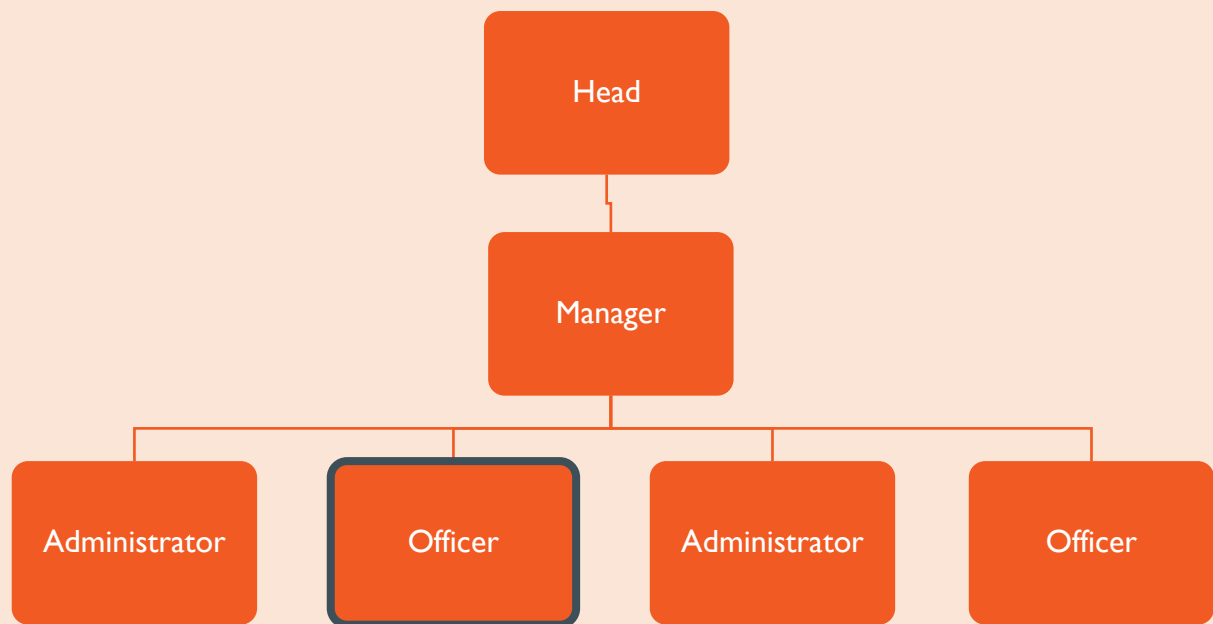 Head
Manager
Administrator
Officer
Administrator
Officer